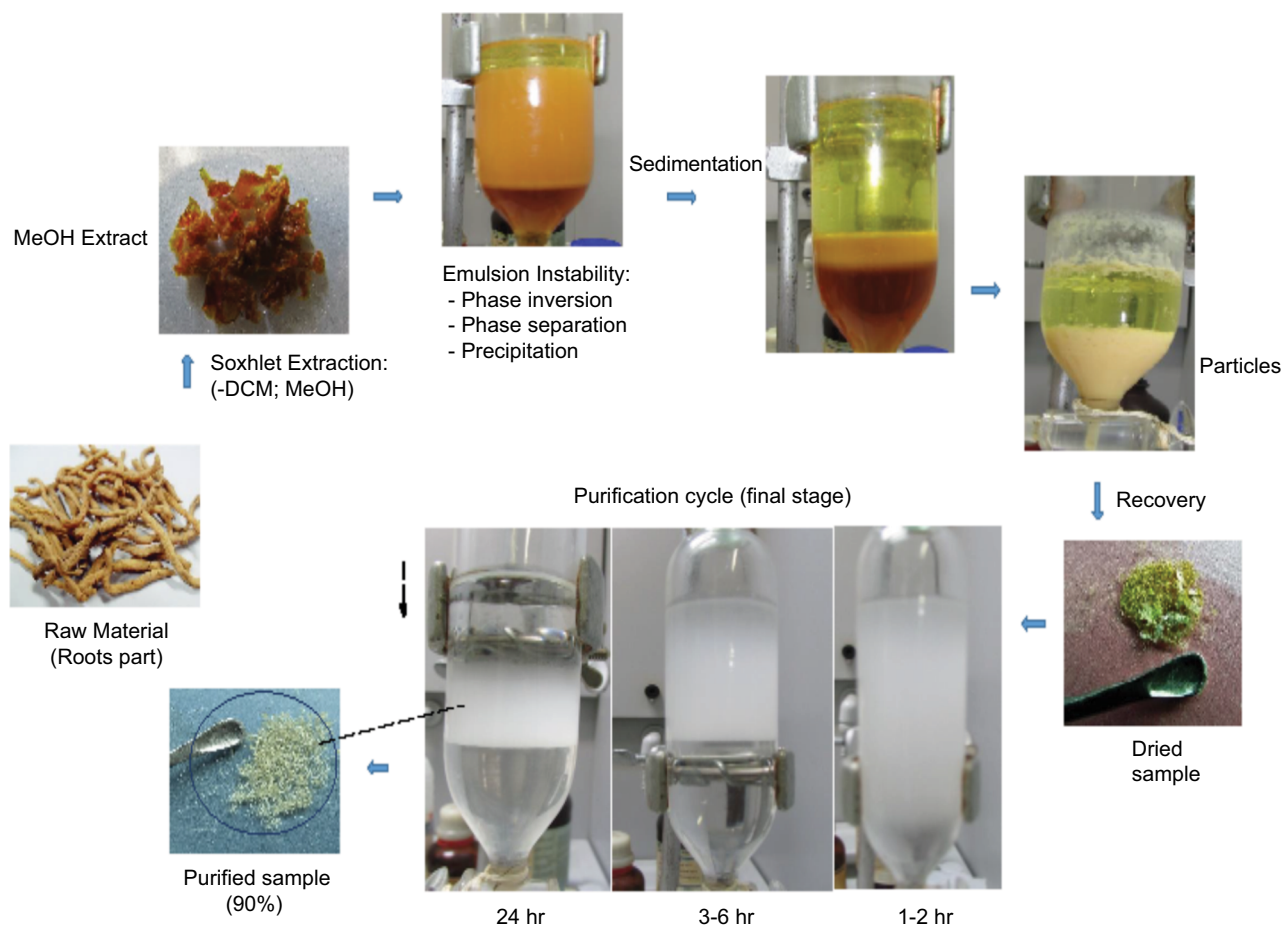 MeOH Extract
Soxhlet Extraction:
(-DCM; MeOH)
Raw Material
(Roots part)
Emulsion Instability:
- Phase inversion
- Phase separation
- Precipitation
Sedimentation
Particles
Recovery
Dried
sample
Purification cycle (final stage)
24 hr
3-6 hr
1-2 hr
Purified sample
(90%)